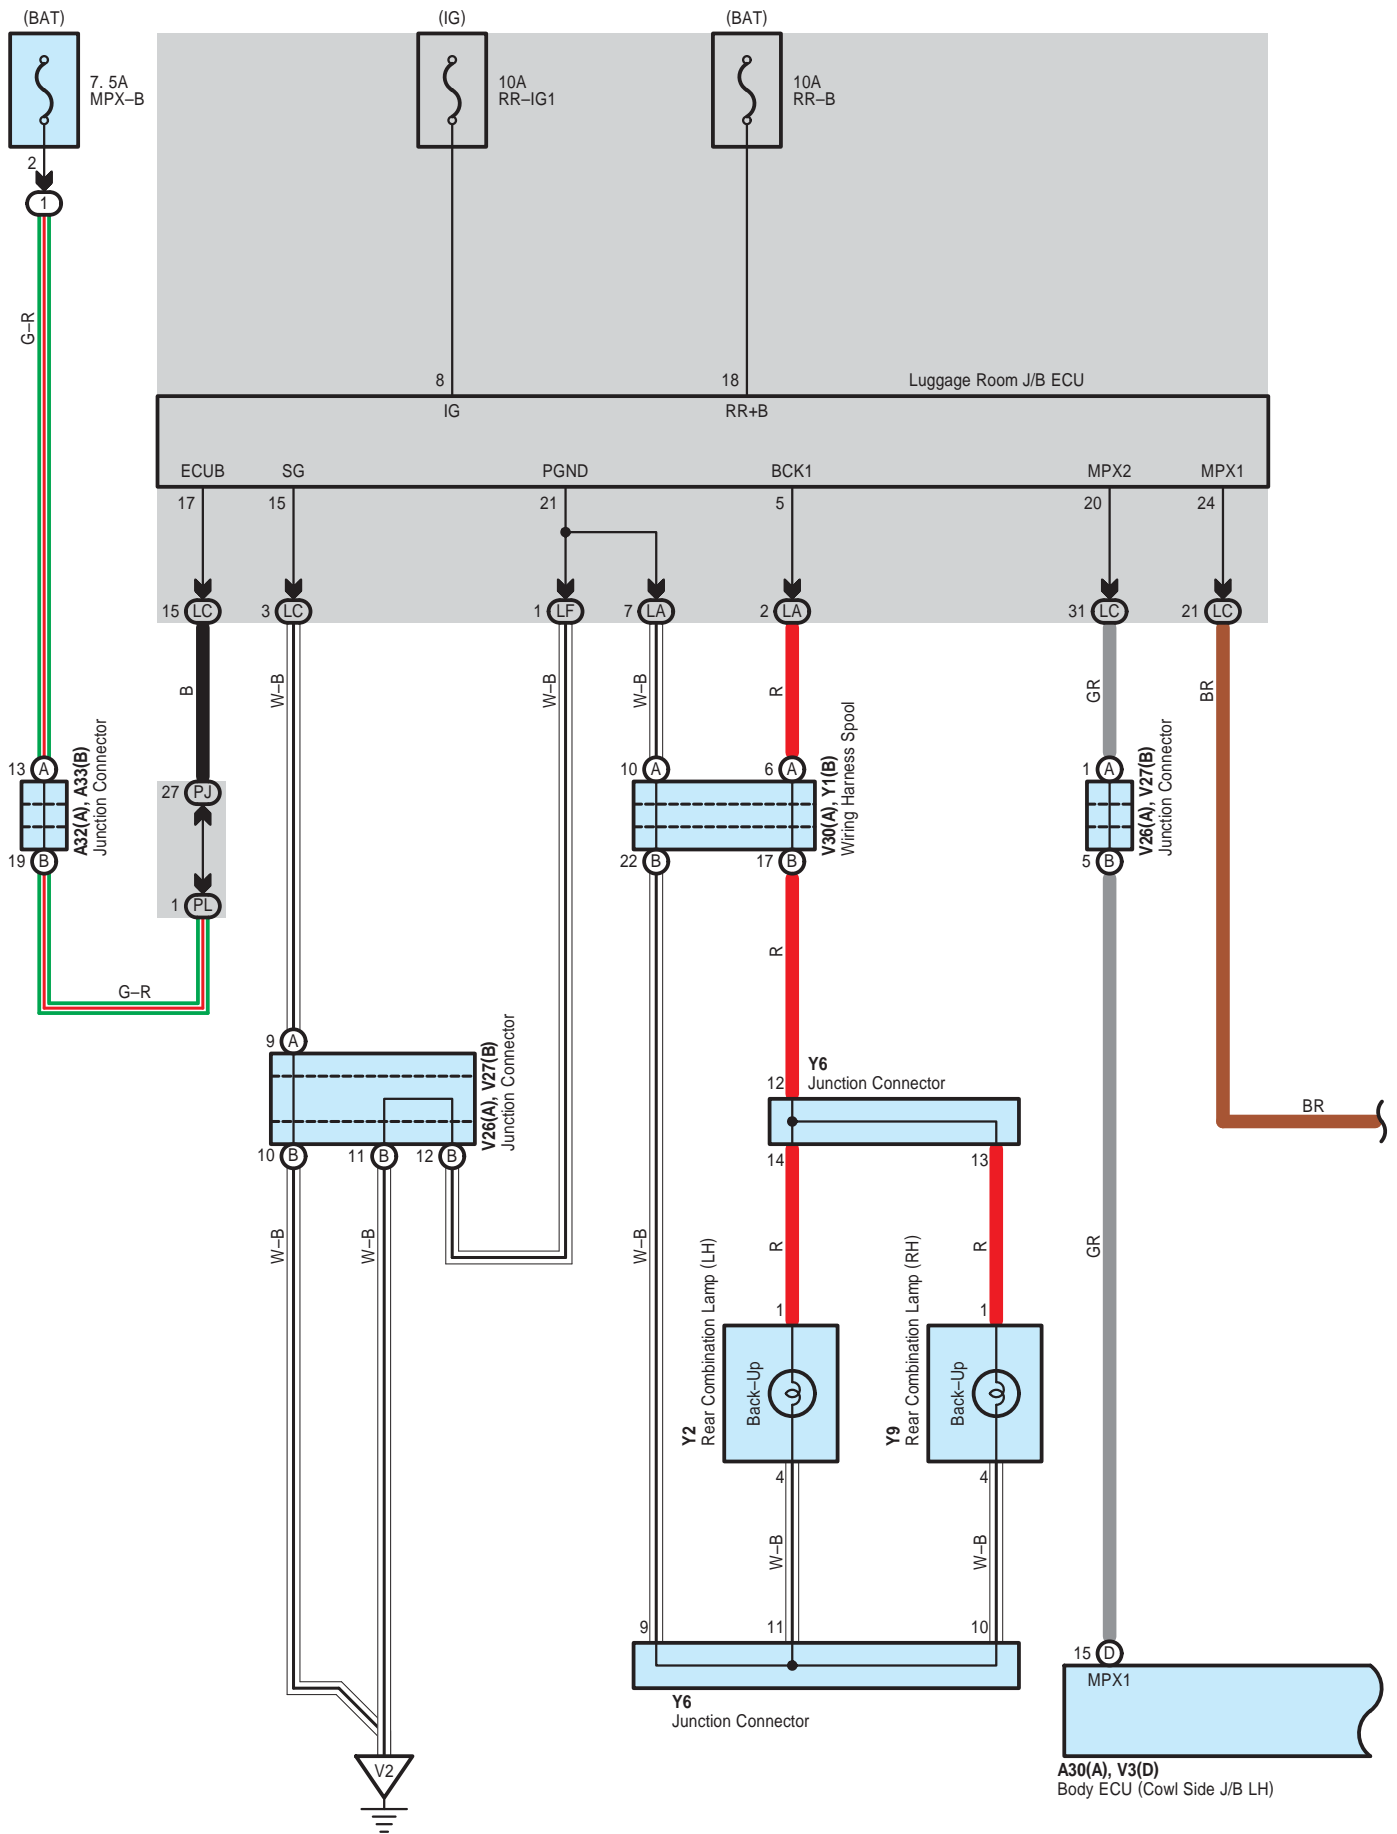 (BAT)
(IG)
(BAT)
7. 5A
MPX–B
10A
RR–IG1
10A
RR–B
2
1
G–R
8
18
Luggage Room J/B ECU
IG
RR+B
ECUB
SG
PGND
BCK1
MPX2
MPX1
17
15
21
5
20
24
15 LC
3 LC
1 LF
7 LA
2 LA
31 LC
21 LC
B
W–B
W–B
W–B
R
GR
BR
13 A
A32(A), A33(B)
Junction Connector
19 B
27 PJ
1 PL
G–R
10 A
6 A
V30(A), Y1(B)
Wiring Harness Spool
22 B
17 B
1 A
V26(A), V27(B)
Junction Connector
5 B
R
9 A
V26(A), V27(B)
Junction Connector
10 B
11 B
12 B
Y6
Junction Connector
12
14
13
BR
W–B
W–B
W–B
R
R
GR
Y2
Rear Combination Lamp (LH)
1
Back–Up
4
Y9
Rear Combination Lamp (RH)
1
Back–Up
4
W–B
W–B
9
11
10
Y6
Junction Connector
15 D
MPX1
A30(A), V3(D)
Body ECU (Cowl Side J/B LH)
V2